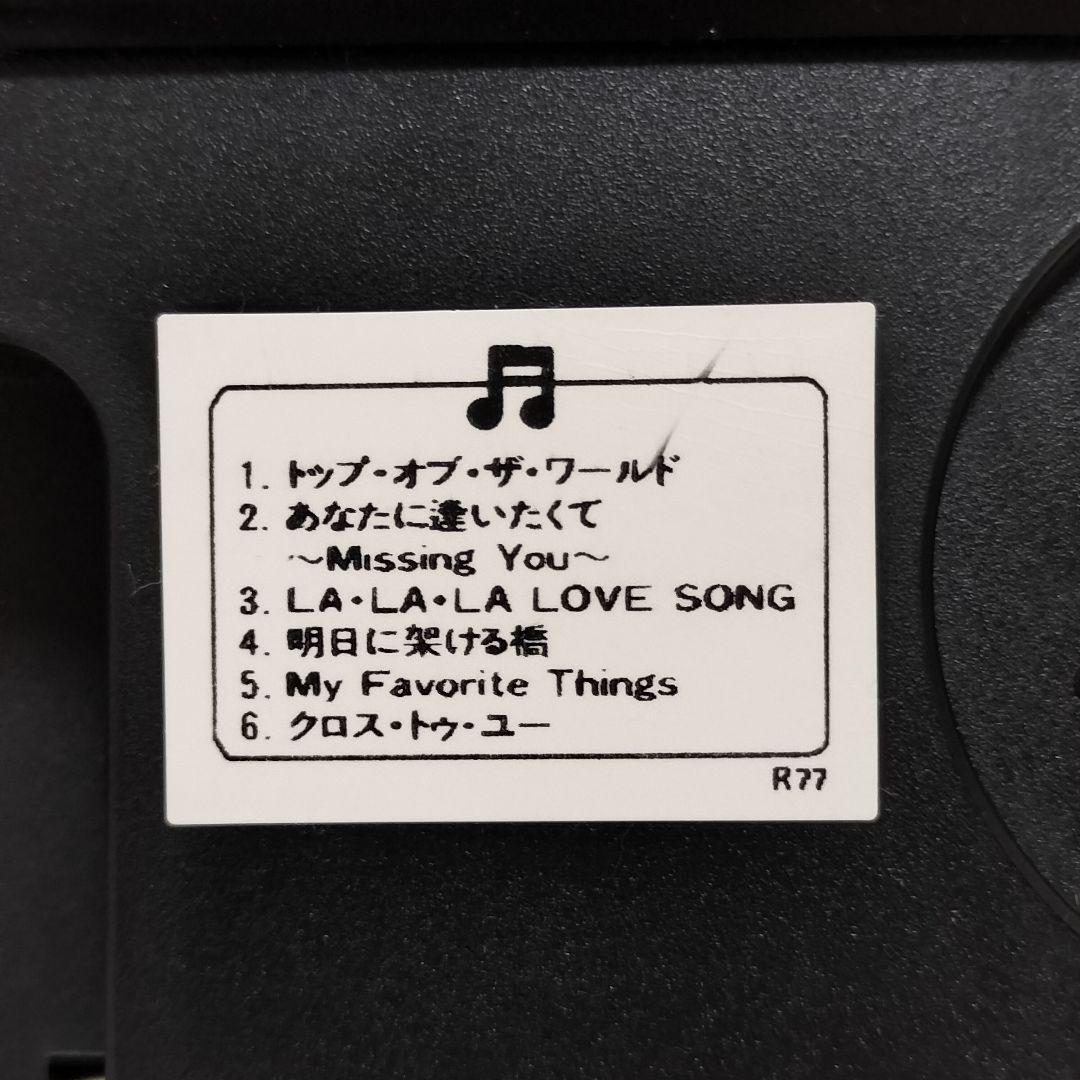 1. トップ・オブ・ザ・ワールド
2. あなたに逢いたくて
～Missing You～
3. LA・LA・LA LOVE SONG
4. 明日に架ける橋
5. My Favorite Things
6. クロス・トゥ・ユー
R77